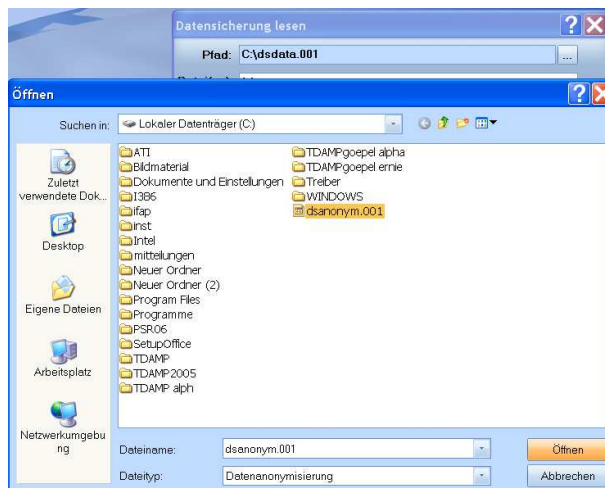 Datensicherung lesen
Pfad: C:\dsdata.001
...
Öffnen
Suchen in: Lokaler Datenträger (C:)
Zuletzt
verwendete Dok...
Desktop
Eigene Dateien
Arbeitsplatz
Netzwerkumgebu
ng
ATI
Bildmaterial
Dokumente und Einstellungen
I386
ifap
inst
Intel
mitteilungen
Neuer Ordner
Neuer Ordner (2)
Program Files
Programme
PSR06
SetupOffice
TDAMP
TDAMP2005
TDAMP alph
TDAMPgoepel alpha
TDAMPgoepel ernie
Treiber
WINDOWS
dsanonym.001
Dateiname: dsanonym.001 Öffnen
Dateityp: Datenanonymisierung Abbrechen